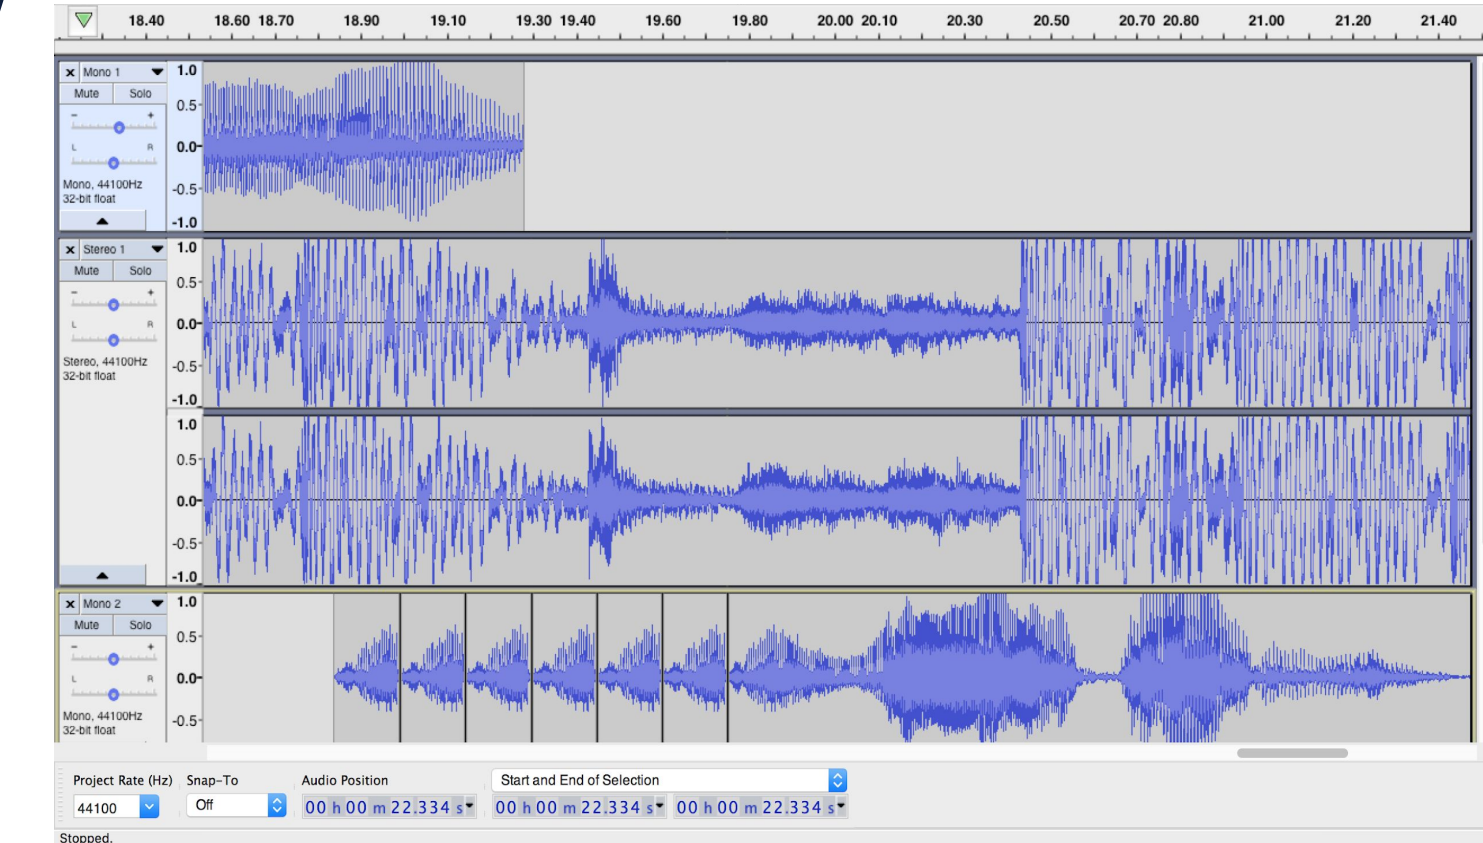 18.40 18.60 18.70 18.90 19.10 19.30 19.40 19.60 19.80 20.00 20.10 20.30 20.50 20.70 20.80 21.00 21.20 21.40
x Mono 1
Mute Solo
- +
L R
Mono, 44100Hz
32-bit float
1.0
0.5
0.0
-0.5
-1.0
x Stereo 1
Mute Solo
- +
L R
Stereo, 44100Hz
32-bit float
1.0
0.5
0.0
-0.5
-1.0
1.0
0.5
0.0
-0.5
-1.0
x Mono 2
Mute Solo
- +
L R
Mono, 44100Hz
32-bit float
1.0
0.5
0.0
-0.5
Project Rate (Hz) Snap-To Audio Position Start and End of Selection
44100 Off 00 h 00 m 22.334 s 00 h 00 m 22.334 s 00 h 00 m 22.334 s
Stopped.